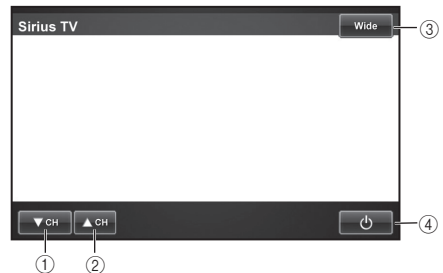 Sirius TV
Wide
③
▼CH
▲CH
④
①
②